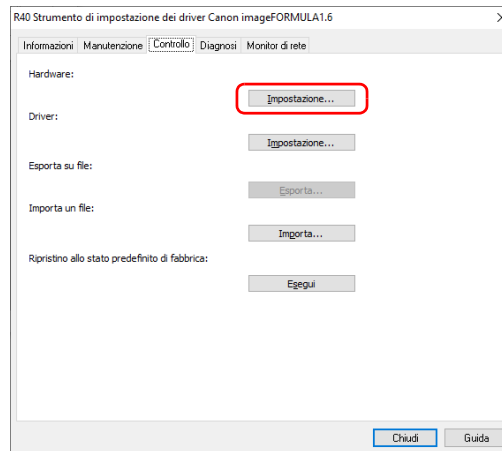 R40 Strumento di impostazione dei driver Canon imageFORMULA1.6
Informazioni Manutenzione Controllo Diagnosi Monitor di rete
Hardware:
Impostazione...
Driver:
Impostazione...
Esporta su file:
Esporta...
Importa un file:
Importa...
Ripristino allo stato predefinito di fabbrica:
Esegui
Chiudi Guida